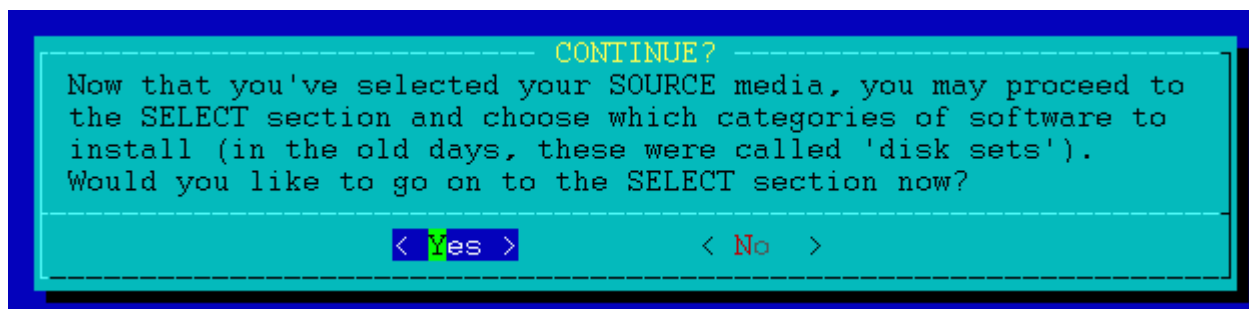 CONTINUE?
Now that you've selected your SOURCE media, you may proceed to
the SELECT section and choose which categories of software to
install (in the old days, these were called 'disk sets').
Would you like to go on to the SELECT section now?
< Yes > < No >